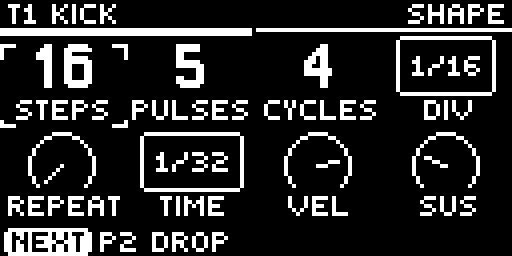 T1 KICK SHAPE
16 5 4 1/16
STEPS PULSES CYCLES DIV
1/32
REPEAT TIME VEL SUS
NEXT P2 DROP